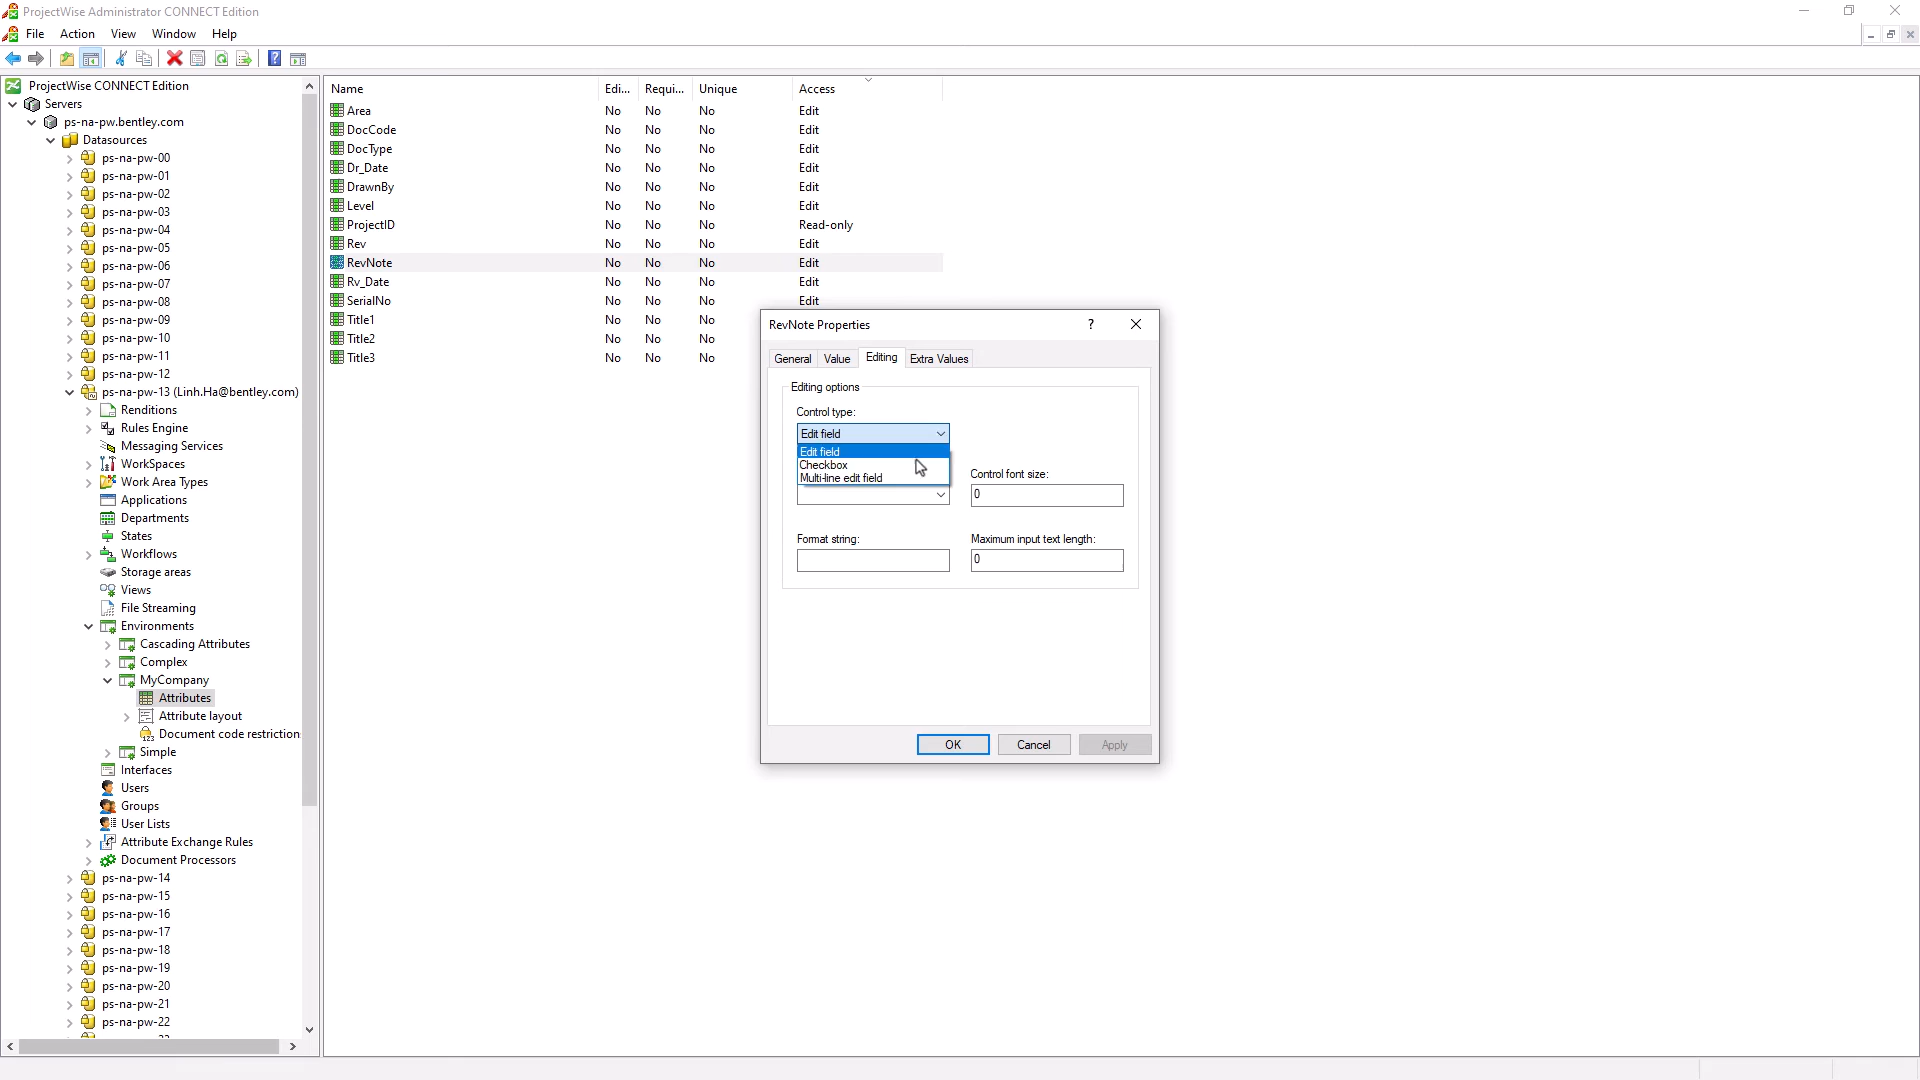 ProjectWise Administrator CONNECT Edition
File Action View Window Help
ProjectWise CONNECT Edition
Servers
ps-na-pw.bentley.com
Datasources
ps-na-pw-00
ps-na-pw-01
ps-na-pw-02
ps-na-pw-03
ps-na-pw-04
ps-na-pw-05
ps-na-pw-06
ps-na-pw-07
ps-na-pw-08
ps-na-pw-09
ps-na-pw-10
ps-na-pw-11
ps-na-pw-12
ps-na-pw-13 (Linh.Ha@bentley.com)
Renditions
Rules Engine
Messaging Services
WorkSpaces
Work Area Types
Applications
Departments
States
Workflows
Storage areas
Views
File Streaming
Environments
Cascading Attributes
Complex
MyCompany
Attributes
Attribute layout
Document code restriction
Simple
Interfaces
Users
Groups
User Lists
Attribute Exchange Rules
Document Processors
ps-na-pw-14
ps-na-pw-15
ps-na-pw-16
ps-na-pw-17
ps-na-pw-18
ps-na-pw-19
ps-na-pw-20
ps-na-pw-21
ps-na-pw-22
Name Edi... Requi... Unique Access
Area No No No Edit
DocCode No No No Edit
DocType No No No Edit
Dr_Date No No No Edit
DrawnBy No No No Edit
Level No No No Edit
ProjectID No No No Read-only
Rev No No No Edit
RevNote No No No Edit
Rv_Date No No No Edit
SerialNo No No No Edit
Title1 No No No
Title2 No No No
Title3 No No No
RevNote Properties ?
General Value Editing Extra Values
Editing options
Control type:
Edit field
Edit field
Checkbox
Multi-line edit field
Control font size:
0
Format string: Maximum input text length:
0
OK Cancel Apply